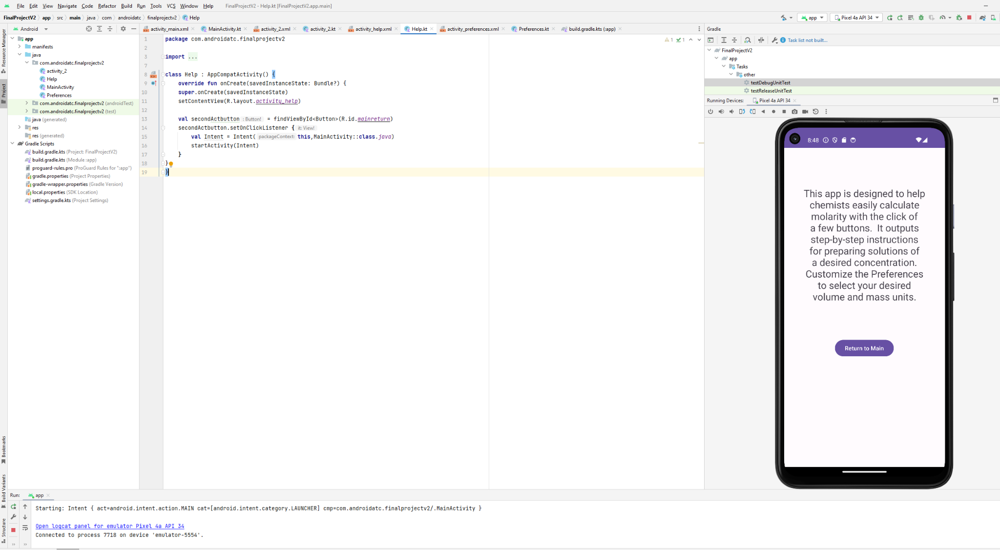 File Edit View Navigate Code Refactor Build Run Tools VCS Window Help FinalProjectV2 - Help.kt [FinalProjectV2.app.main]
FinalProjectV2 app src main java com androidatc finalprojectv2 Help
app Pixel 4a API 34
Android
activity_main.xml MainActivity.kt activity_2.xml activity_2.kt activity_help.xml Help.kt activity_preferences.xml Preferences.kt build.gradle.kts (:app)
Resource Manager
Project
Bookmarks
Build Variants
Structure
app
manifests
java
com.androidatc.finalprojectv2
activity_2
Help
MainActivity
Preferences
com.androidatc.finalprojectv2 (androidTest)
com.androidatc.finalprojectv2 (test)
java (generated)
res
res (generated)
Gradle Scripts
build.gradle.kts (Project: FinalProjectV2)
build.gradle.kts (Module :app)
proguard-rules.pro (ProGuard Rules for ":app")
gradle.properties (Project Properties)
gradle-wrapper.properties (Gradle Version)
local.properties (SDK Location)
settings.gradle.kts (Project Settings)
1 package com.androidatc.finalprojectv2
2
3 import ...
7
8 class Help : AppCompatActivity() {
9 override fun onCreate(savedInstanceState: Bundle?) {
10 super.onCreate(savedInstanceState)
11 setContentView(R.layout.activity_help)
12
13 val secondActbutton : Button! = findViewById<Button>(R.id.mainreturn)
14 secondActbutton.setOnClickListener { it: View!
15 val Intent = Intent( packageContext: this,MainActivity::class.java)
16 startActivity(Intent)
17 }
18 }
19 }
1 1
Gradle
Task list not built...
FinalProjectV2
app
Tasks
other
testDebugUnitTest
testReleaseUnitTest
Running Devices: Pixel 4a API 34
8:48
This app is designed to help
chemists easily calculate
molarity with the click of
a few buttons. It outputs
step-by-step instructions
for preparing solutions of
a desired concentration.
Customize the Preferences
to select your desired
volume and mass units.
Return to Main
Run: app
Starting: Intent { act=android.intent.action.MAIN cat=[android.intent.category.LAUNCHER] cmp=com.androidatc.finalprojectv2/.MainActivity }
Open logcat panel for emulator Pixel 4a API 34
Connected to process 7718 on device 'emulator-5554'.